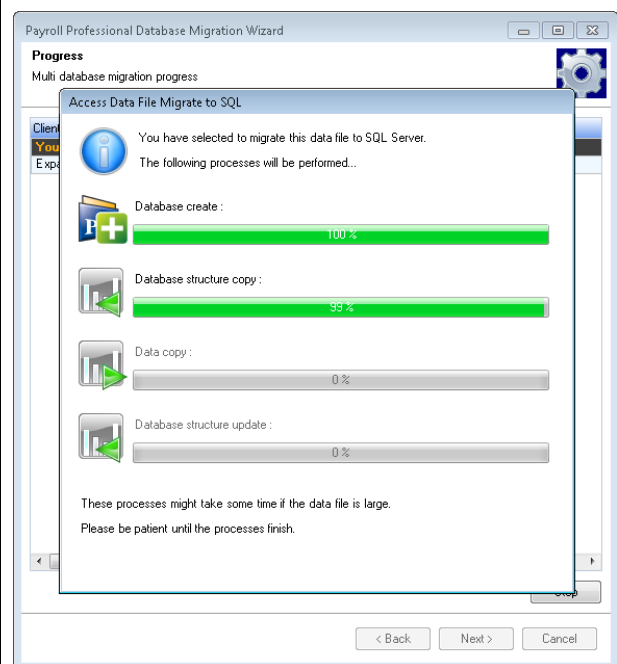 Payroll Professional Database Migration Wizard
Progress
Multi database migration progress
Access Data File Migrate to SQL
Client
You
Expa
You have selected to migrate this data file to SQL Server.
The following processes will be performed...
Database create :
100 %
Database structure copy :
99 %
Data copy :
0 %
Database structure update :
0 %
These processes might take some time if the data file is large.
Please be patient until the processes finish.
< Back
Next >
Cancel